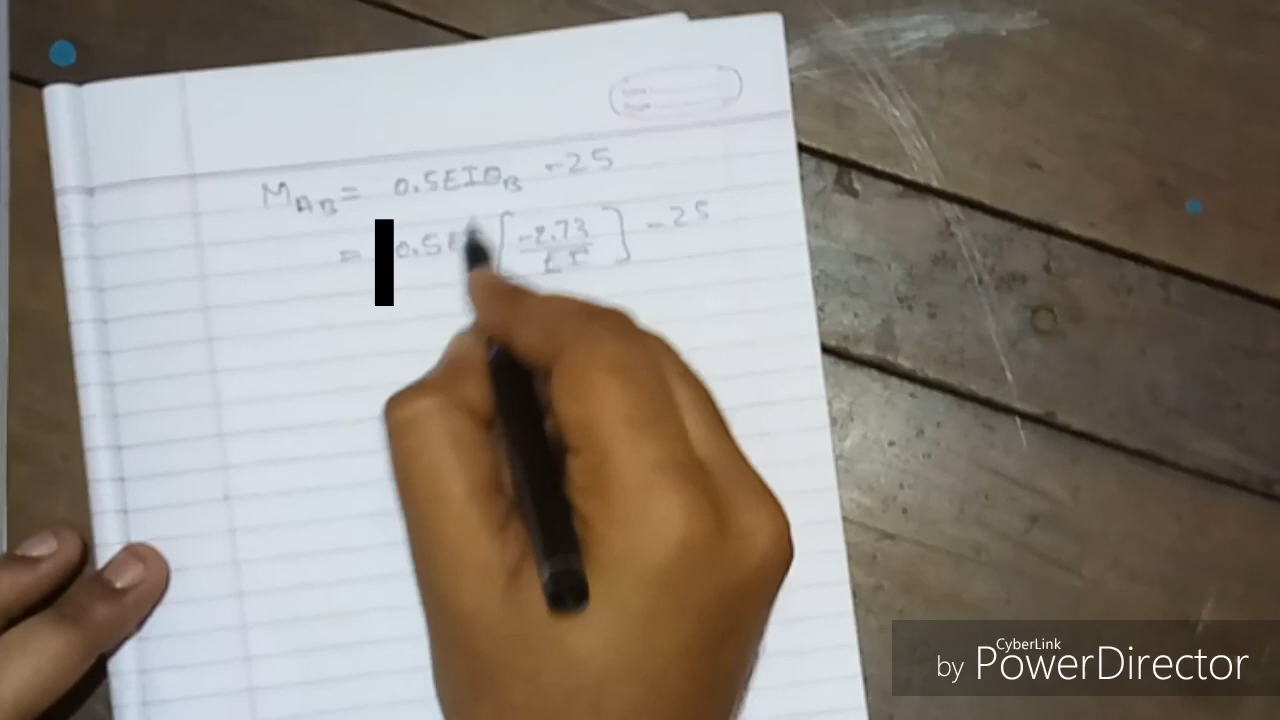 M_AB = 0.5EIθ_B -25
= 0.5E [ -2.73 / EI ] - 25
by CyberLink PowerDirector